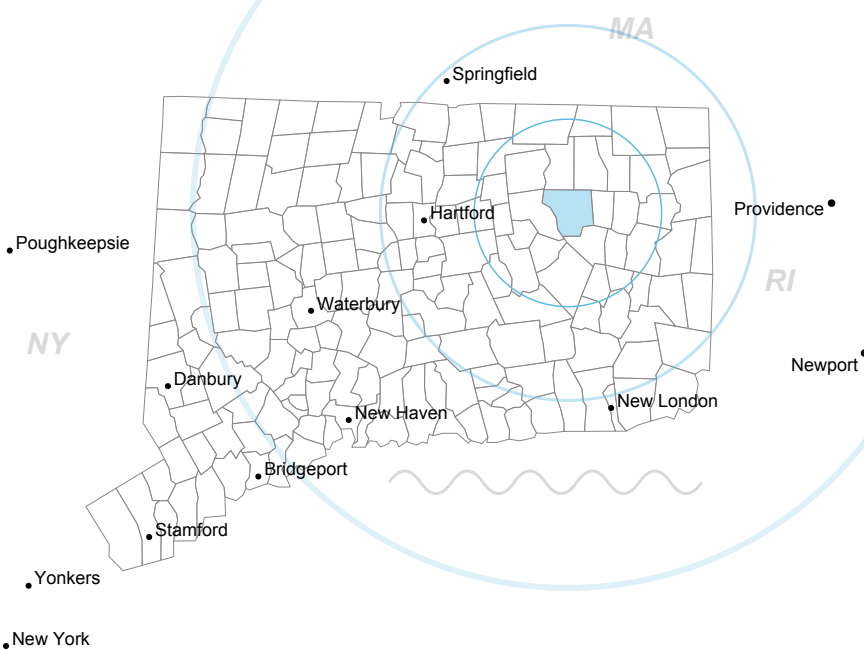 MA
Springfield
Hartford
Providence
Poughkeepsie
RI
Waterbury
NY
Newport
Danbury
New London
New Haven
Bridgeport
Stamford
Yonkers
New York